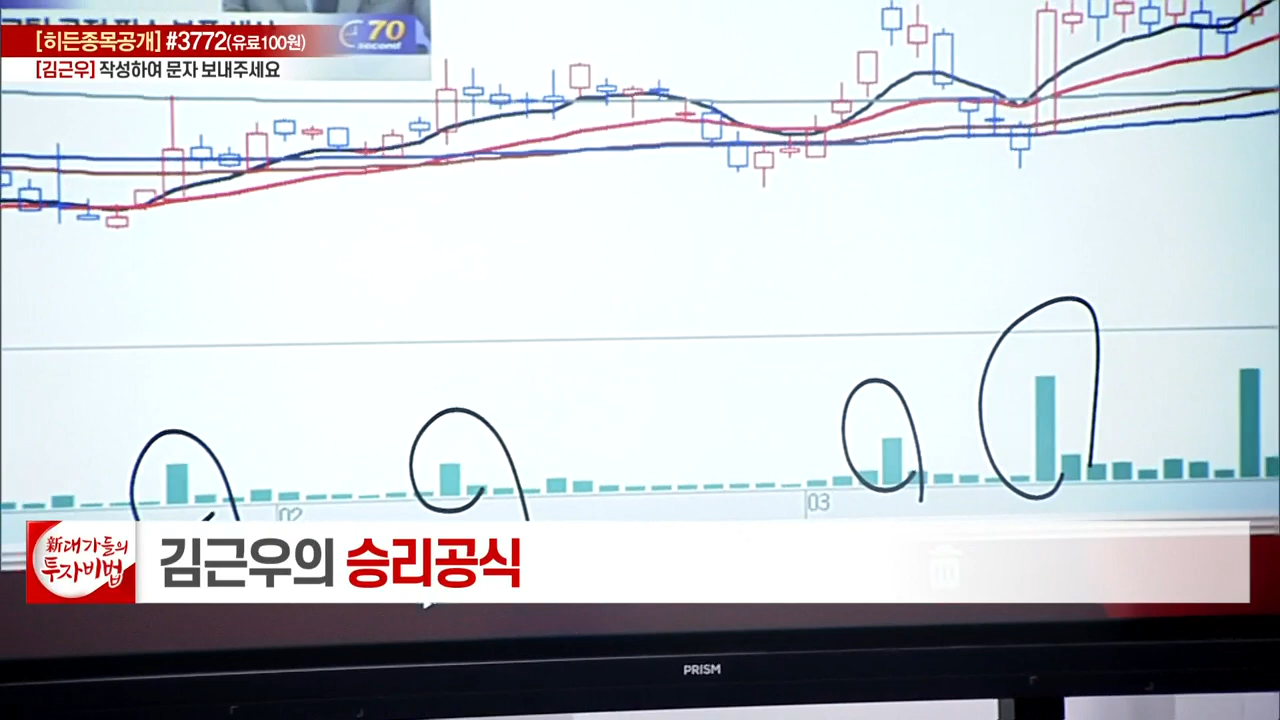 [히든종목공개] #3772(유료100원)
[김근우] 작성하여 문자 보내주세요
70
second
02
03
新대가들의
투자비법
김근우의 승리공식
PRISM